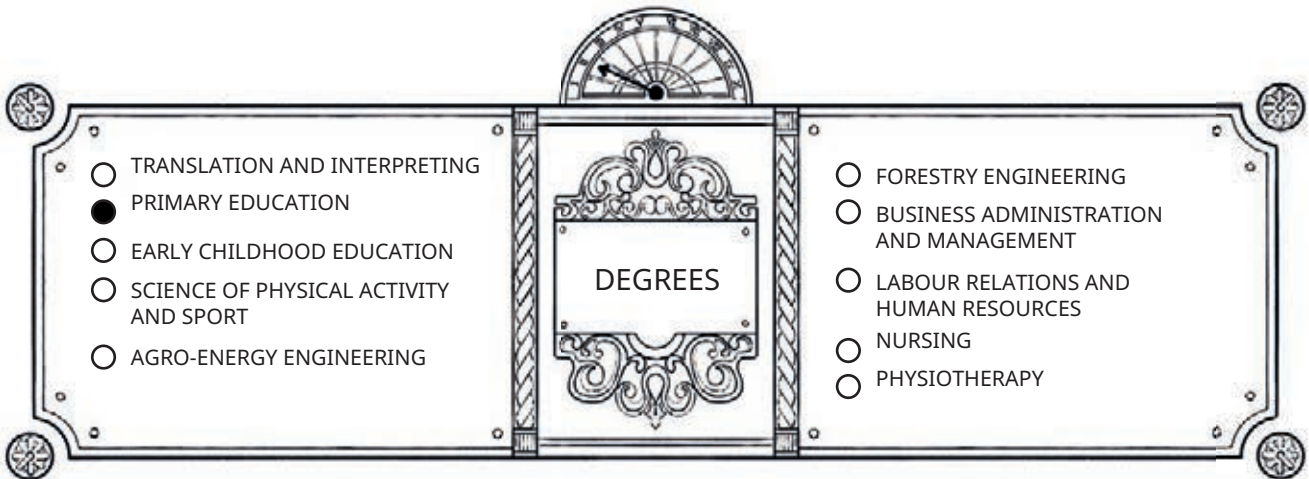 TRANSLATION AND INTERPRETING
PRIMARY EDUCATION
EARLY CHILDHOOD EDUCATION
SCIENCE OF PHYSICAL ACTIVITY
AND SPORT
AGRO-ENERGY ENGINEERING
DEGREES
FORESTRY ENGINEERING
BUSINESS ADMINISTRATION
AND MANAGEMENT
LABOUR RELATIONS AND
HUMAN RESOURCES
NURSING
PHYSIOTHERAPY